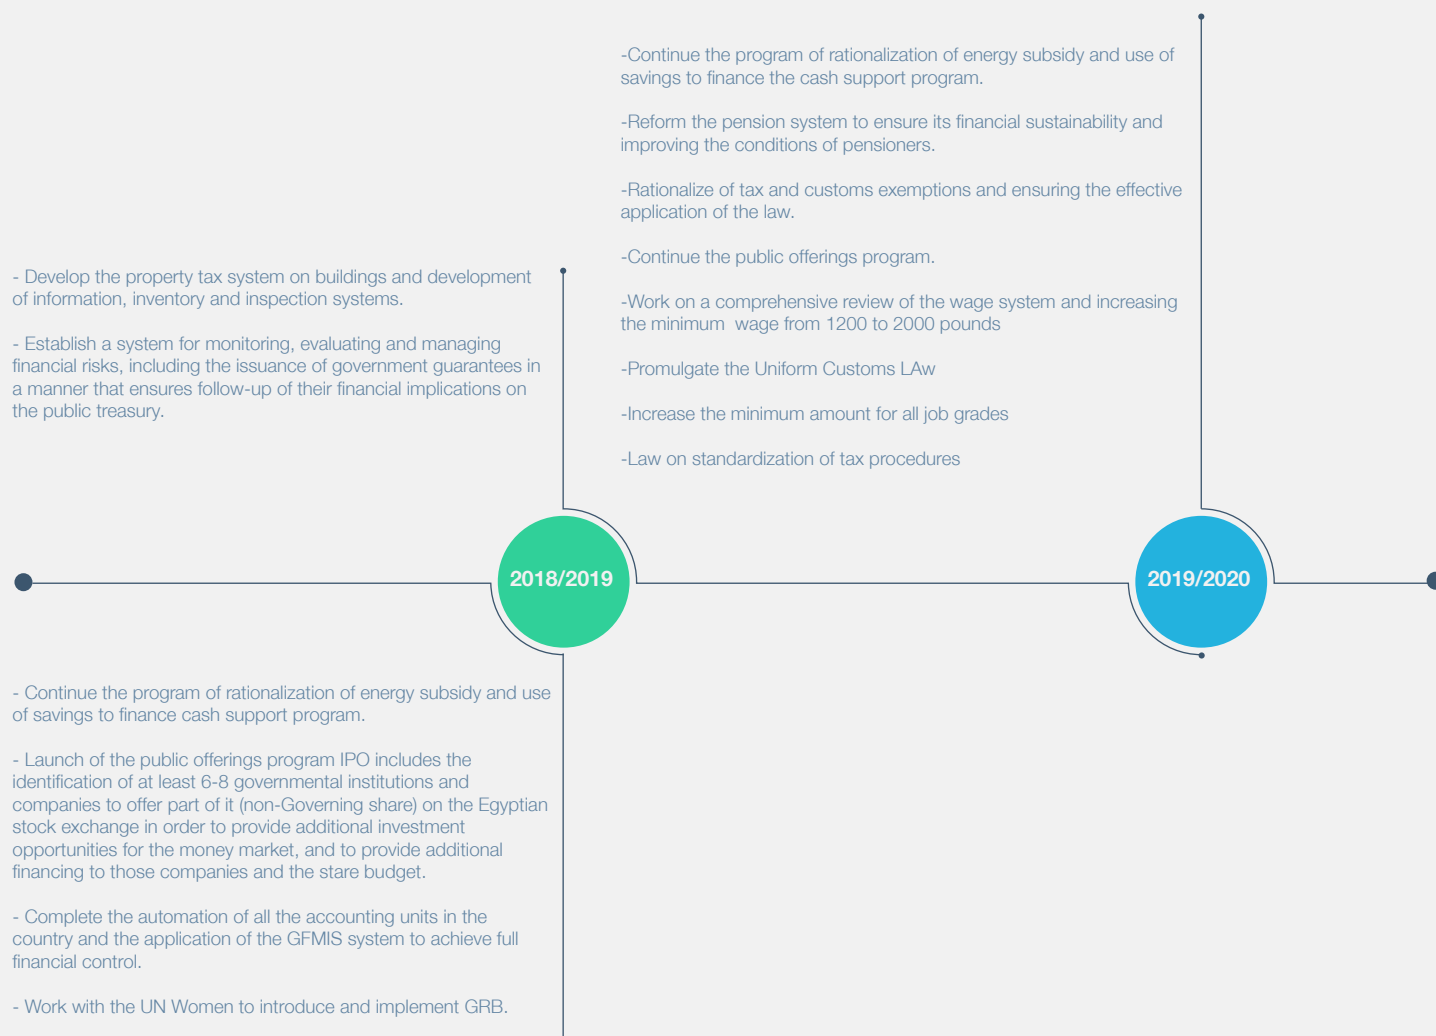 -Continue the program of rationalization of energy subsidy and use of
savings to finance the cash support program.
-Reform the pension system to ensure its financial sustainability and
improving the conditions of pensioners.
-Rationalize of tax and customs exemptions and ensuring the effective
application of the law.
-Continue the public offerings program.
-Work on a comprehensive review of the wage system and increasing
the minimum  wage from 1200 to 2000 pounds
-Promulgate the Uniform Customs LAw
-Increase the minimum amount for all job grades
-Law on standardization of tax procedures
- Develop the property tax system on buildings and development
of information, inventory and inspection systems.
- Establish a system for monitoring, evaluating and managing
financial risks, including the issuance of government guarantees in
a manner that ensures follow-up of their financial implications on
the public treasury.
2018/2019
2019/2020
- Continue the program of rationalization of energy subsidy and use
of savings to finance cash support program.
- Launch of the public offerings program IPO includes the
identification of at least 6-8 governmental institutions and
companies to offer part of it (non-Governing share) on the Egyptian
stock exchange in order to provide additional investment
opportunities for the money market, and to provide additional
financing to those companies and the stare budget.
- Complete the automation of all the accounting units in the
country and the application of the GFMIS system to achieve full
financial control.
- Work with the UN Women to introduce and implement GRB.